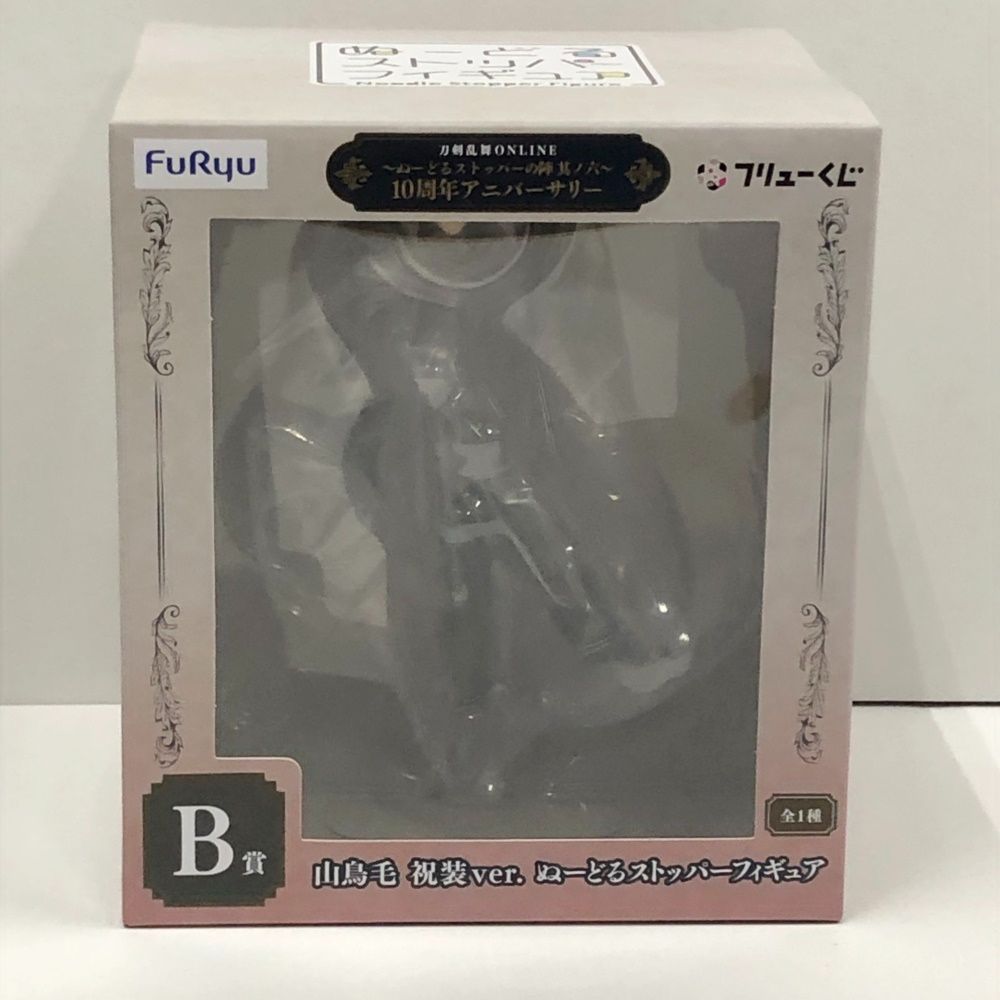 ぬーどる
ストッパー
フィギュア
Noodle Stopper Figure
FuRyu
刀剣乱舞ONLINE
～ぬーどるストッパーの陣 其ノ六～
10周年アニバーサリー
フリューくじ
B賞
全1種
山鳥毛 祝装ver. ぬーどるストッパーフィギュア